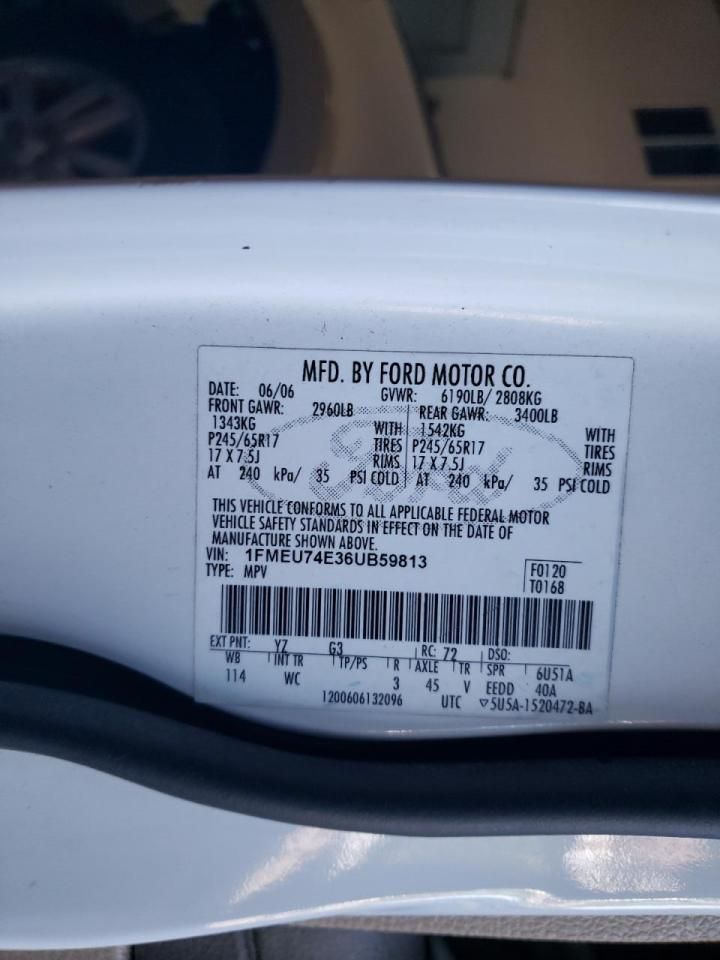 MFD. BY FORD MOTOR CO.
DATE: 06/06 GVWR: 6190LB/ 2808KG
FRONT GAWR: 2960LB REAR GAWR: 3400LB
1343KG WITH 1542KG WITH
P245/65R17 TIRES P245/65R17 TIRES
17 X 7.5J RIMS 17 X 7.5J RIMS
AT 240 kPa/ 35 PSI COLD AT 240 kPa/ 35 PSI COLD
Ford
THIS VEHICLE CONFORMS TO ALL APPLICABLE FEDERAL MOTOR
VEHICLE SAFETY STANDARDS IN EFFECT ON THE DATE OF
MANUFACTURE SHOWN ABOVE.
VIN: 1FMEU74E36UB59813 F0120
TYPE: MPV T0168
EXT PNT: YZ G3 RC: 72 DSO:
WB INT TR TP/PS R AXLE TR SPR 6U51A
114 WC 3 45 V EEDD 40A
1200606132096 UTC ▽5U5A-1520472-BA